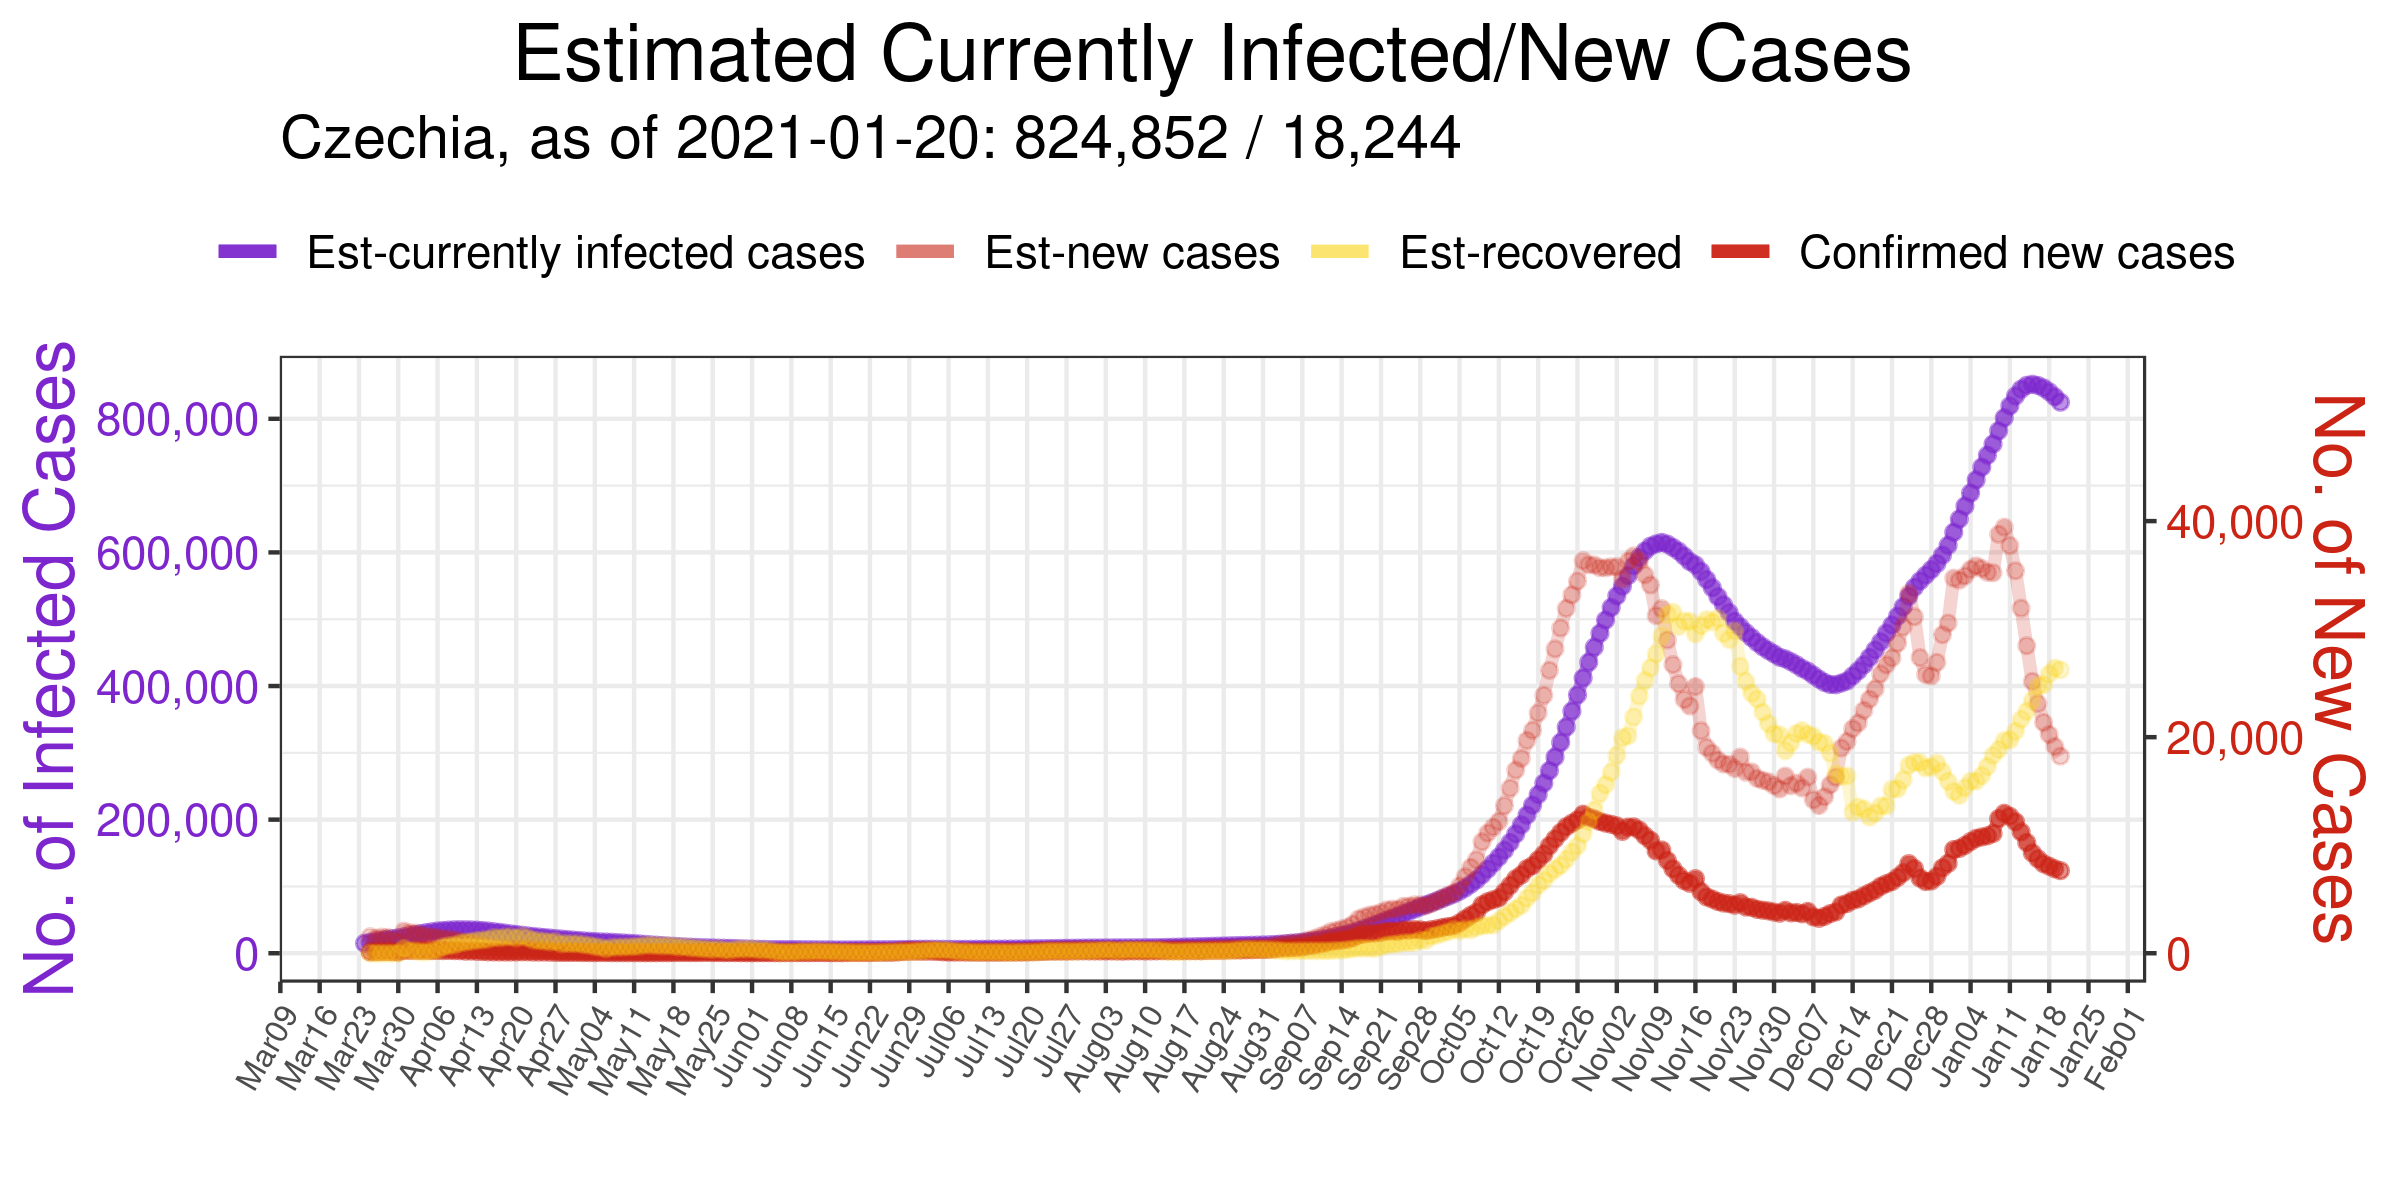 Estimated Currently Infected/New Cases
Czechia, as of 2021-01-20: 824,852 / 18,244
Est-currently infected cases
Est-new cases
Est-recovered
Confirmed new cases
No. of Infected Cases
800,000
600,000
400,000
200,000
0
40,000
20,000
0
No. of New Cases
Mar09
Mar16
Mar23
Mar30
Apr06
Apr13
Apr20
Apr27
May04
May11
May18
May25
Jun01
Jun08
Jun15
Jun22
Jun29
Jul06
Jul13
Jul20
Jul27
Aug03
Aug10
Aug17
Aug24
Aug31
Sep07
Sep14
Sep21
Sep28
Oct05
Oct12
Oct19
Oct26
Nov02
Nov09
Nov16
Nov23
Nov30
Dec07
Dec14
Dec21
Dec28
Jan04
Jan11
Jan18
Jan25
Feb01